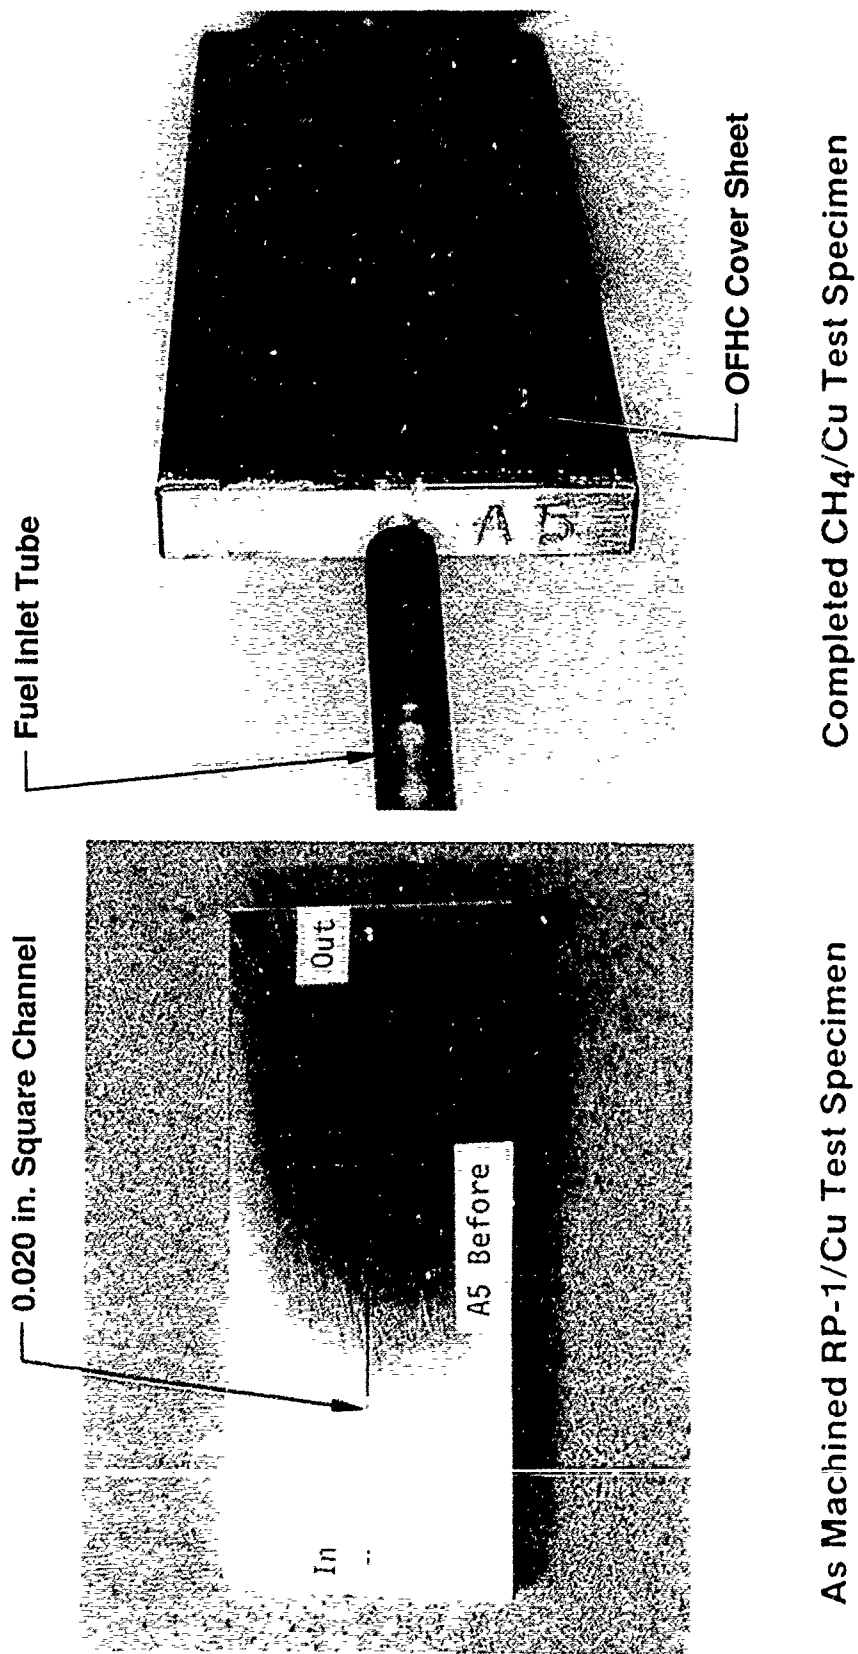 0.020 in. Square Channel
In
Out
A5 Before
As Machined RP-1/Cu Test Specimen
Fuel Inlet Tube
A5
OFHC Cover Sheet
Completed CH4/Cu Test Specimen